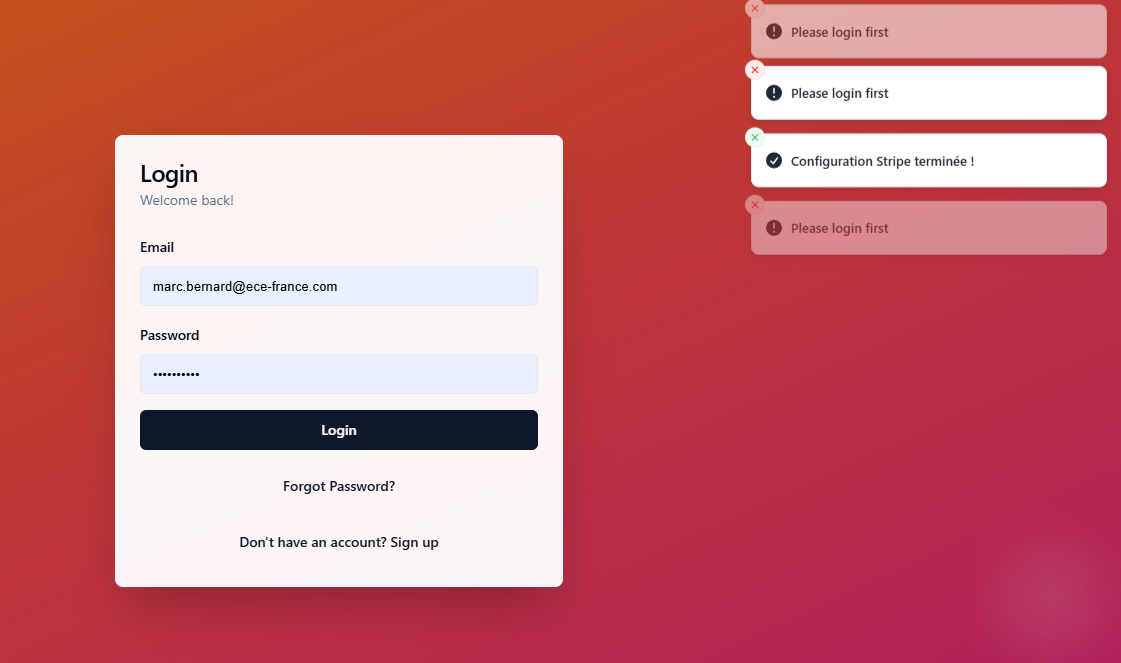 Please login first
Please login first
Configuration Stripe terminée !
Please login first
Login
Welcome back!
Email
marc.bernard@ece-france.com
Password
••••••••••
Login
Forgot Password?
Don't have an account? Sign up